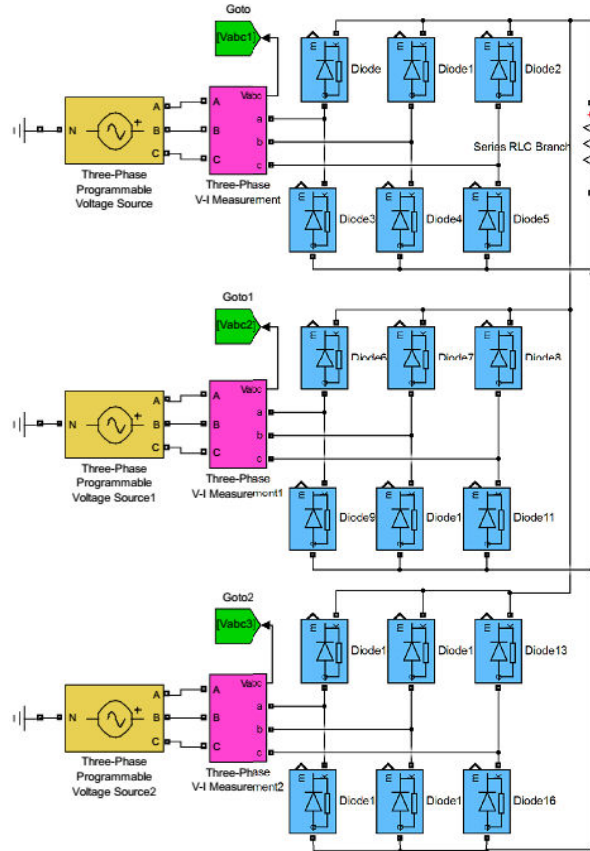 Goto
[Vabc1]
Diode
Diode1
Diode2
Vabc
A
A
a
N
B
B
b
C
C
c
Series RLC Branch
Three-Phase
Programmable
Voltage Source
Three-Phase
V-I Measurement
Diode3
Diode4
Diode5
Goto1
[Vabc2]
Diode6
Diode7
Diode8
Vabc
A
A
a
N
B
B
b
C
C
c
Three-Phase
Programmable
Voltage Source1
Three-Phase
V-I Measurement1
Diode9
Diode1
Diode11
Goto2
[Vabc3]
Diode1
Diode1
Diode13
Vabc
A
A
a
N
B
B
b
C
C
c
Three-Phase
Programmable
Voltage Source2
Three-Phase
V-I Measurement2
Diode1
Diode1
Diode16